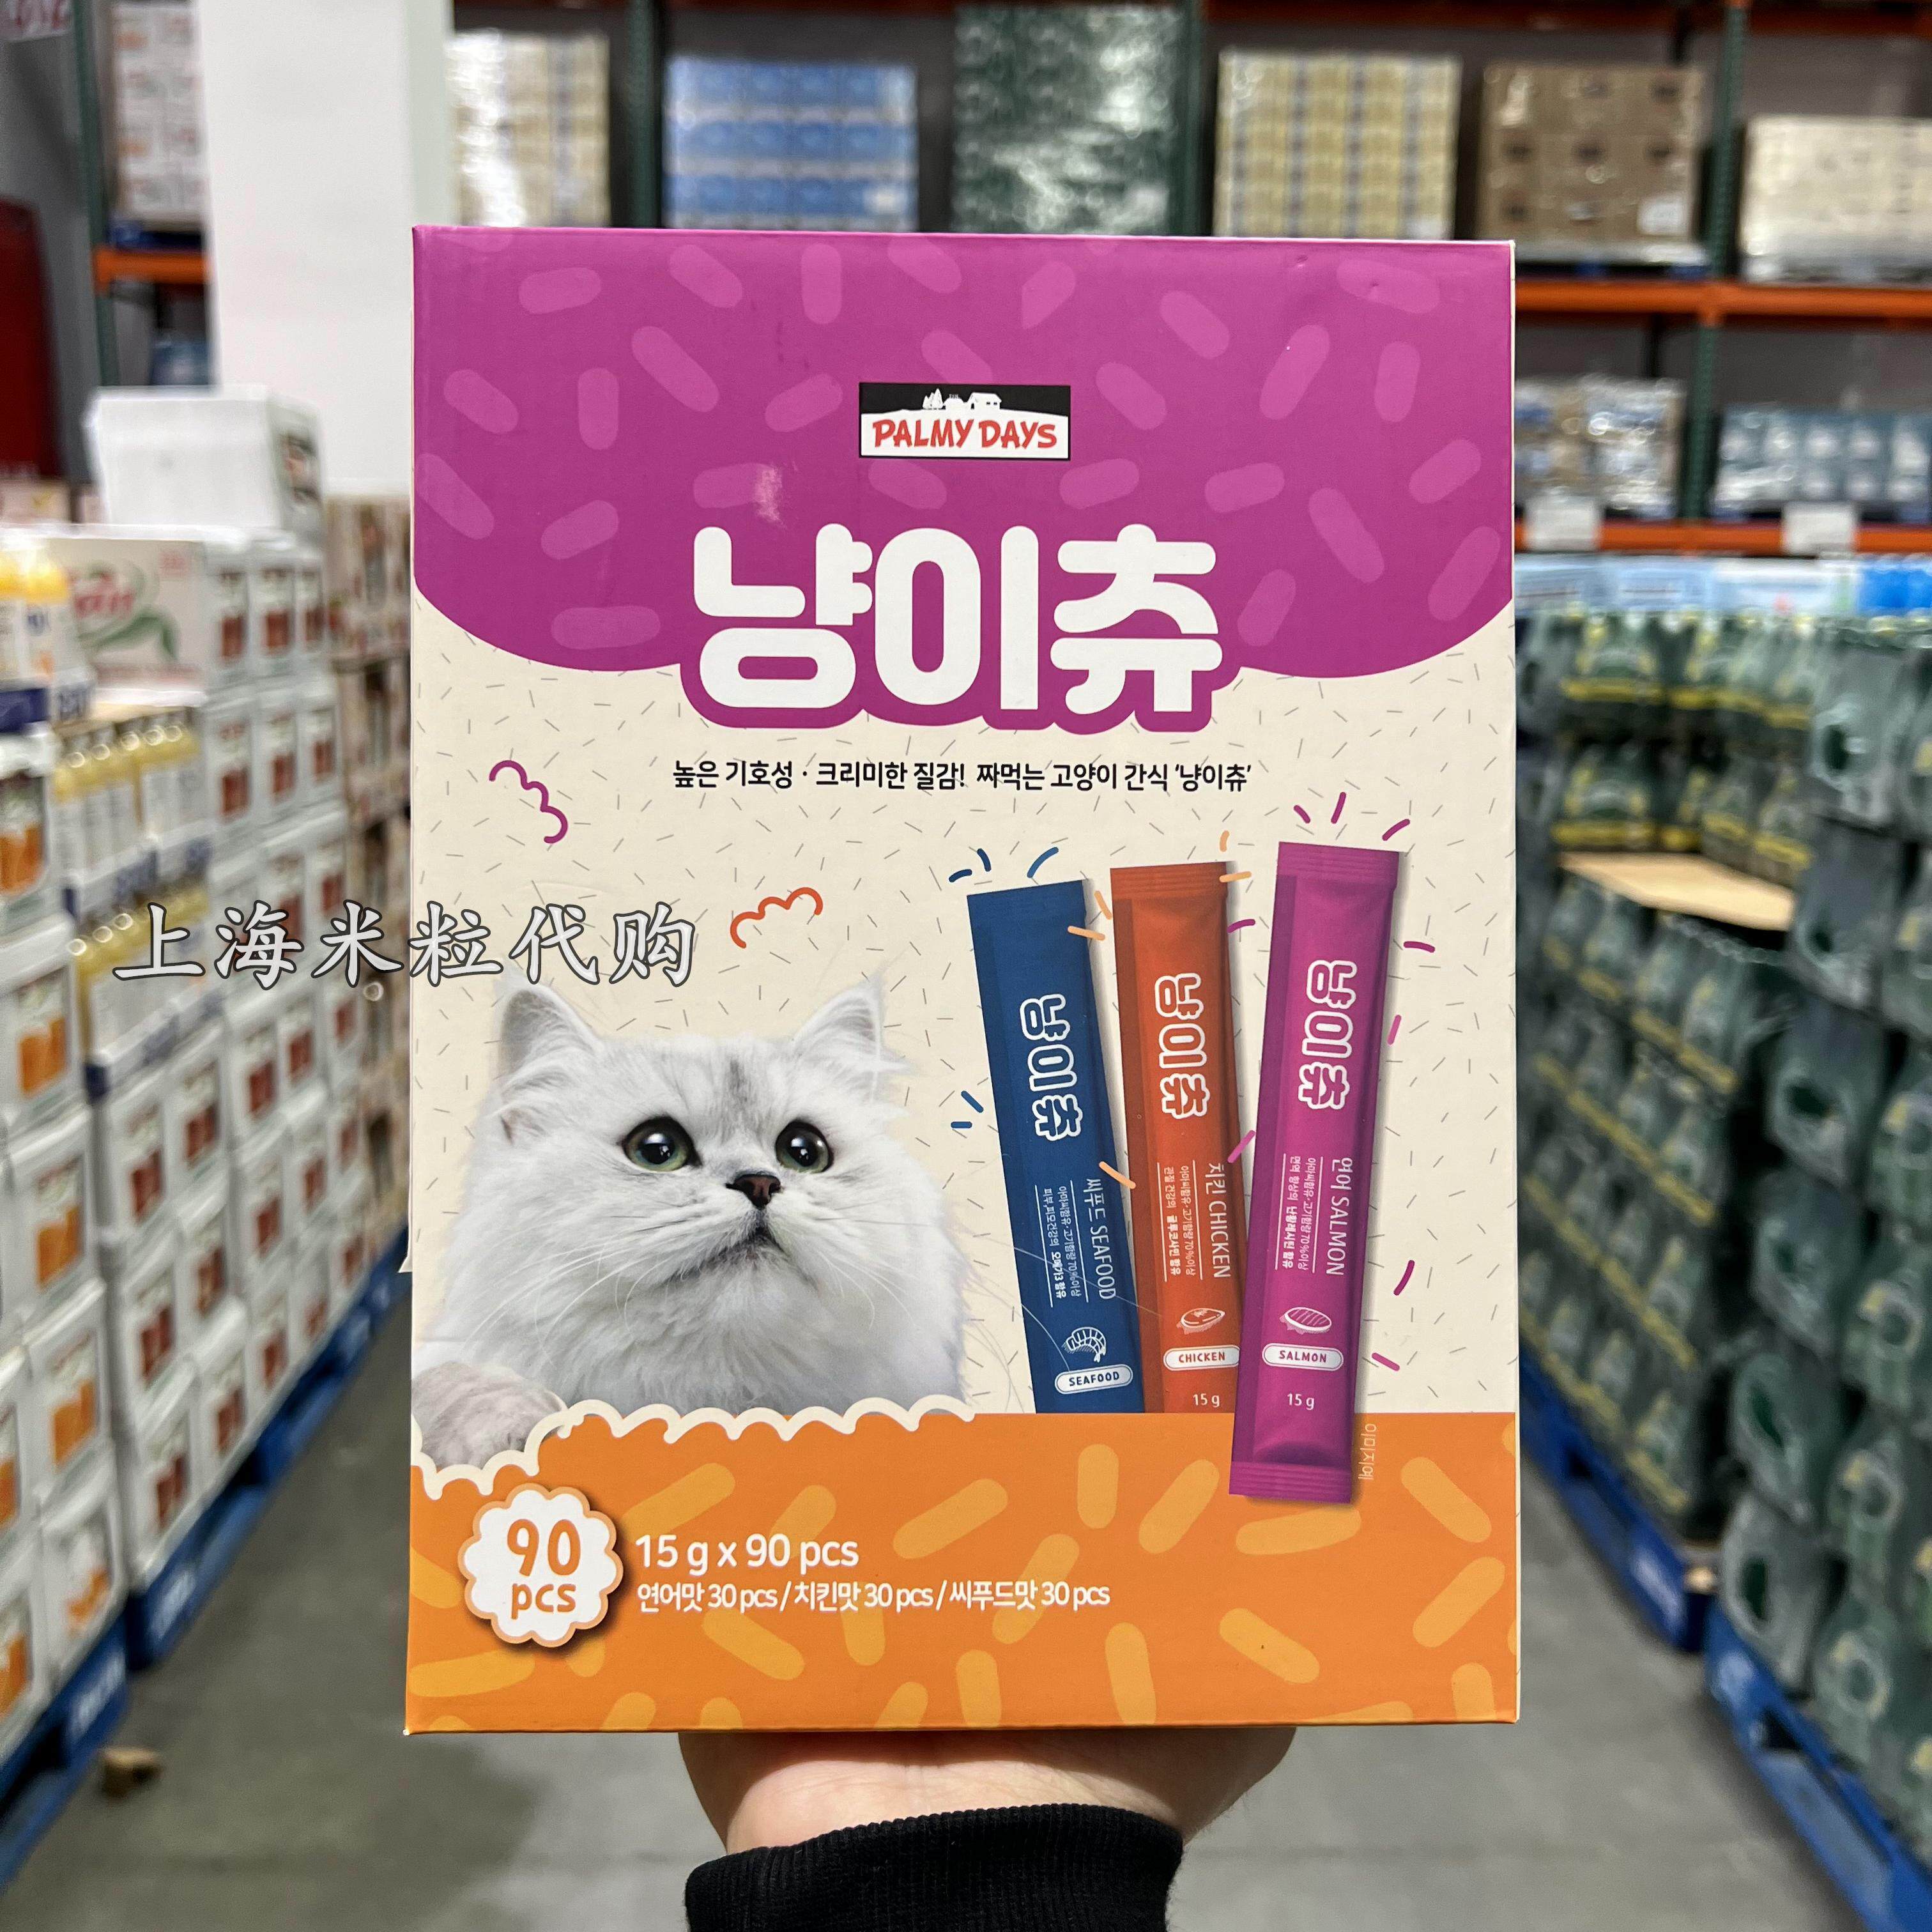 PALMY DAYS
냥이츄
높은 기호성 · 크리미한 질감! 짜먹는 고양이 간식 '냥이츄'
上海米粒代购
냥이츄
씨푸드 SEAFOOD
SEAFOOD
냥이츄
치킨 CHICKEN
CHICKEN
15 g
냥이츄
연어 SALMON
SALMON
15 g
이미지예
90
pcs
15 g x 90 pcs
연어맛 30 pcs / 치킨맛 30 pcs / 씨푸드맛 30 pcs